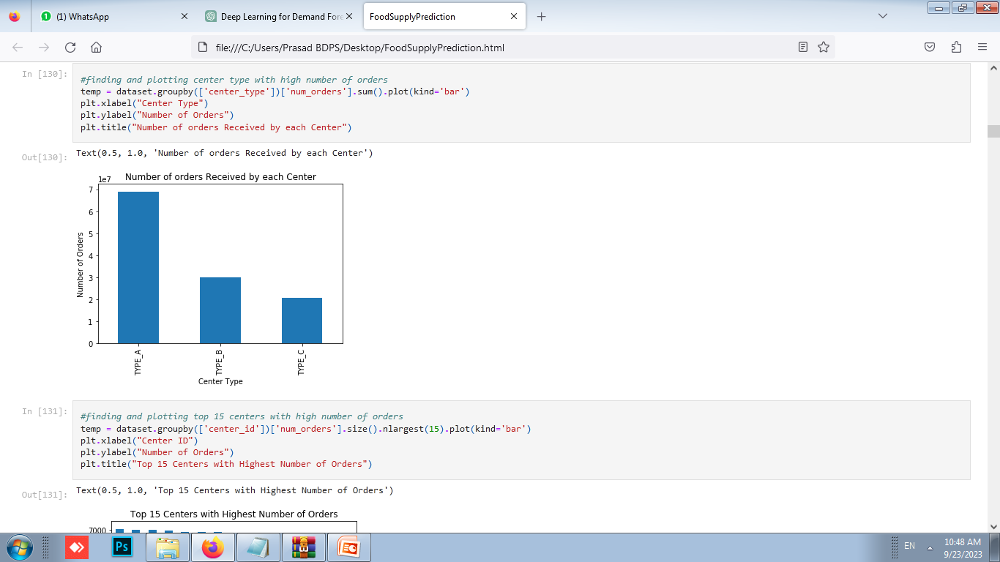 (1) WhatsApp
Deep Learning for Demand Fore
FoodSupplyPrediction
file:///C:/Users/Prasad BDPS/Desktop/FoodSupplyPrediction.html
In [130]:
#finding and plotting center type with high number of orders
temp = dataset.groupby(['center_type'])['num_orders'].sum().plot(kind='bar')
plt.xlabel("Center Type")
plt.ylabel("Number of Orders")
plt.title("Number of orders Received by each Center")
Out[130]:
Text(0.5, 1.0, 'Number of orders Received by each Center')
Number of orders Received by each Center
1e7
7
6
5
4
3
2
1
0
Number of Orders
TYPE_A
TYPE_B
TYPE_C
Center Type
In [131]:
#finding and plotting top 15 centers with high number of orders
temp = dataset.groupby(['center_id'])['num_orders'].size().nlargest(15).plot(kind='bar')
plt.xlabel("Center ID")
plt.ylabel("Number of Orders")
plt.title("Top 15 Centers with Highest Number of Orders")
Out[131]:
Text(0.5, 1.0, 'Top 15 Centers with Highest Number of Orders')
Top 15 Centers with Highest Number of Orders
7000
Ps
EN
10:48 AM
9/23/2023